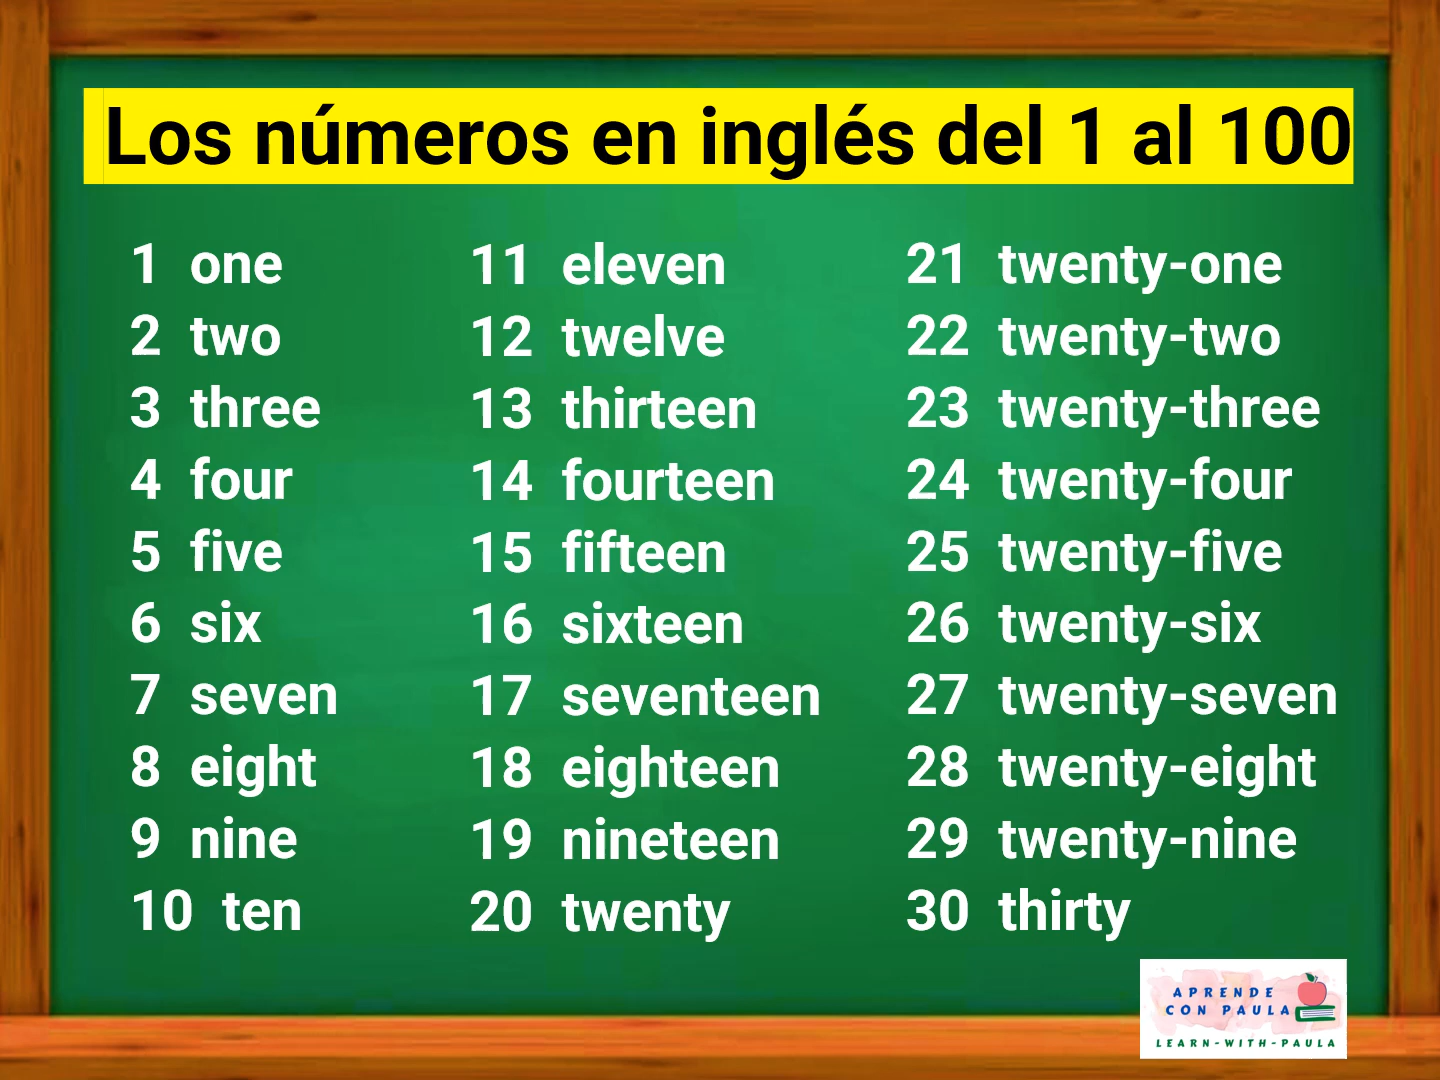 Los números en inglés del 1 al 100
1 one
2 two
3 three
4 four
5 five
6 six
7 seven
8 eight
9 nine
10 ten
11 eleven
12 twelve
13 thirteen
14 fourteen
15 fifteen
16 sixteen
17 seventeen
18 eighteen
19 nineteen
20 twenty
21 twenty-one
22 twenty-two
23 twenty-three
24 twenty-four
25 twenty-five
26 twenty-six
27 twenty-seven
28 twenty-eight
29 twenty-nine
30 thirty
APRENDE
CON PAULA
LEARN-WITH-PAULA